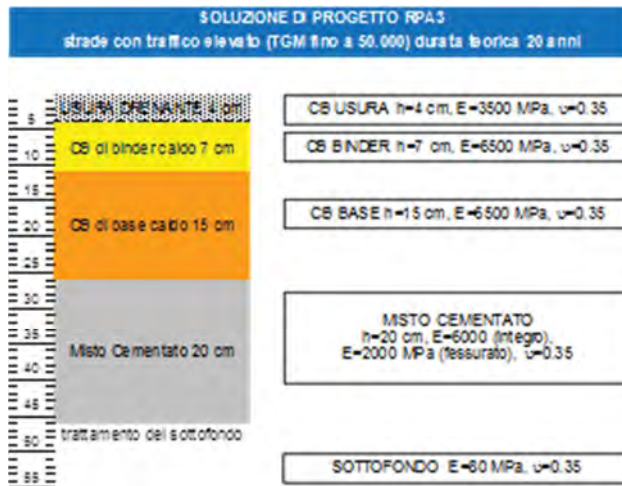 SOLUZIONE DI PROGETTO RPA3
strade con traffico elevato (TGM fino a 50.000) durata teorica 20 anni
USURA DRENANTE 4 cm
CB USURA h=4 cm, E=3500 MPa, υ=0.35
5
CB di binder caldo 7 cm
CB BINDER h=7 cm, E=6500 MPa, υ=0.35
10
15
CB di base caldo 15 cm
CB BASE h=15 cm, E=6500 MPa, υ=0.35
20
25
30
MISTO CEMENTATO
h=20 cm, E=6000 (integro),
E=2000 MPa (fessurato), υ=0.35
35
Misto Cementato 20 cm
40
45
trattamento del sottofondo
50
SOTTOFONDO E=60 MPa, υ=0.35
55